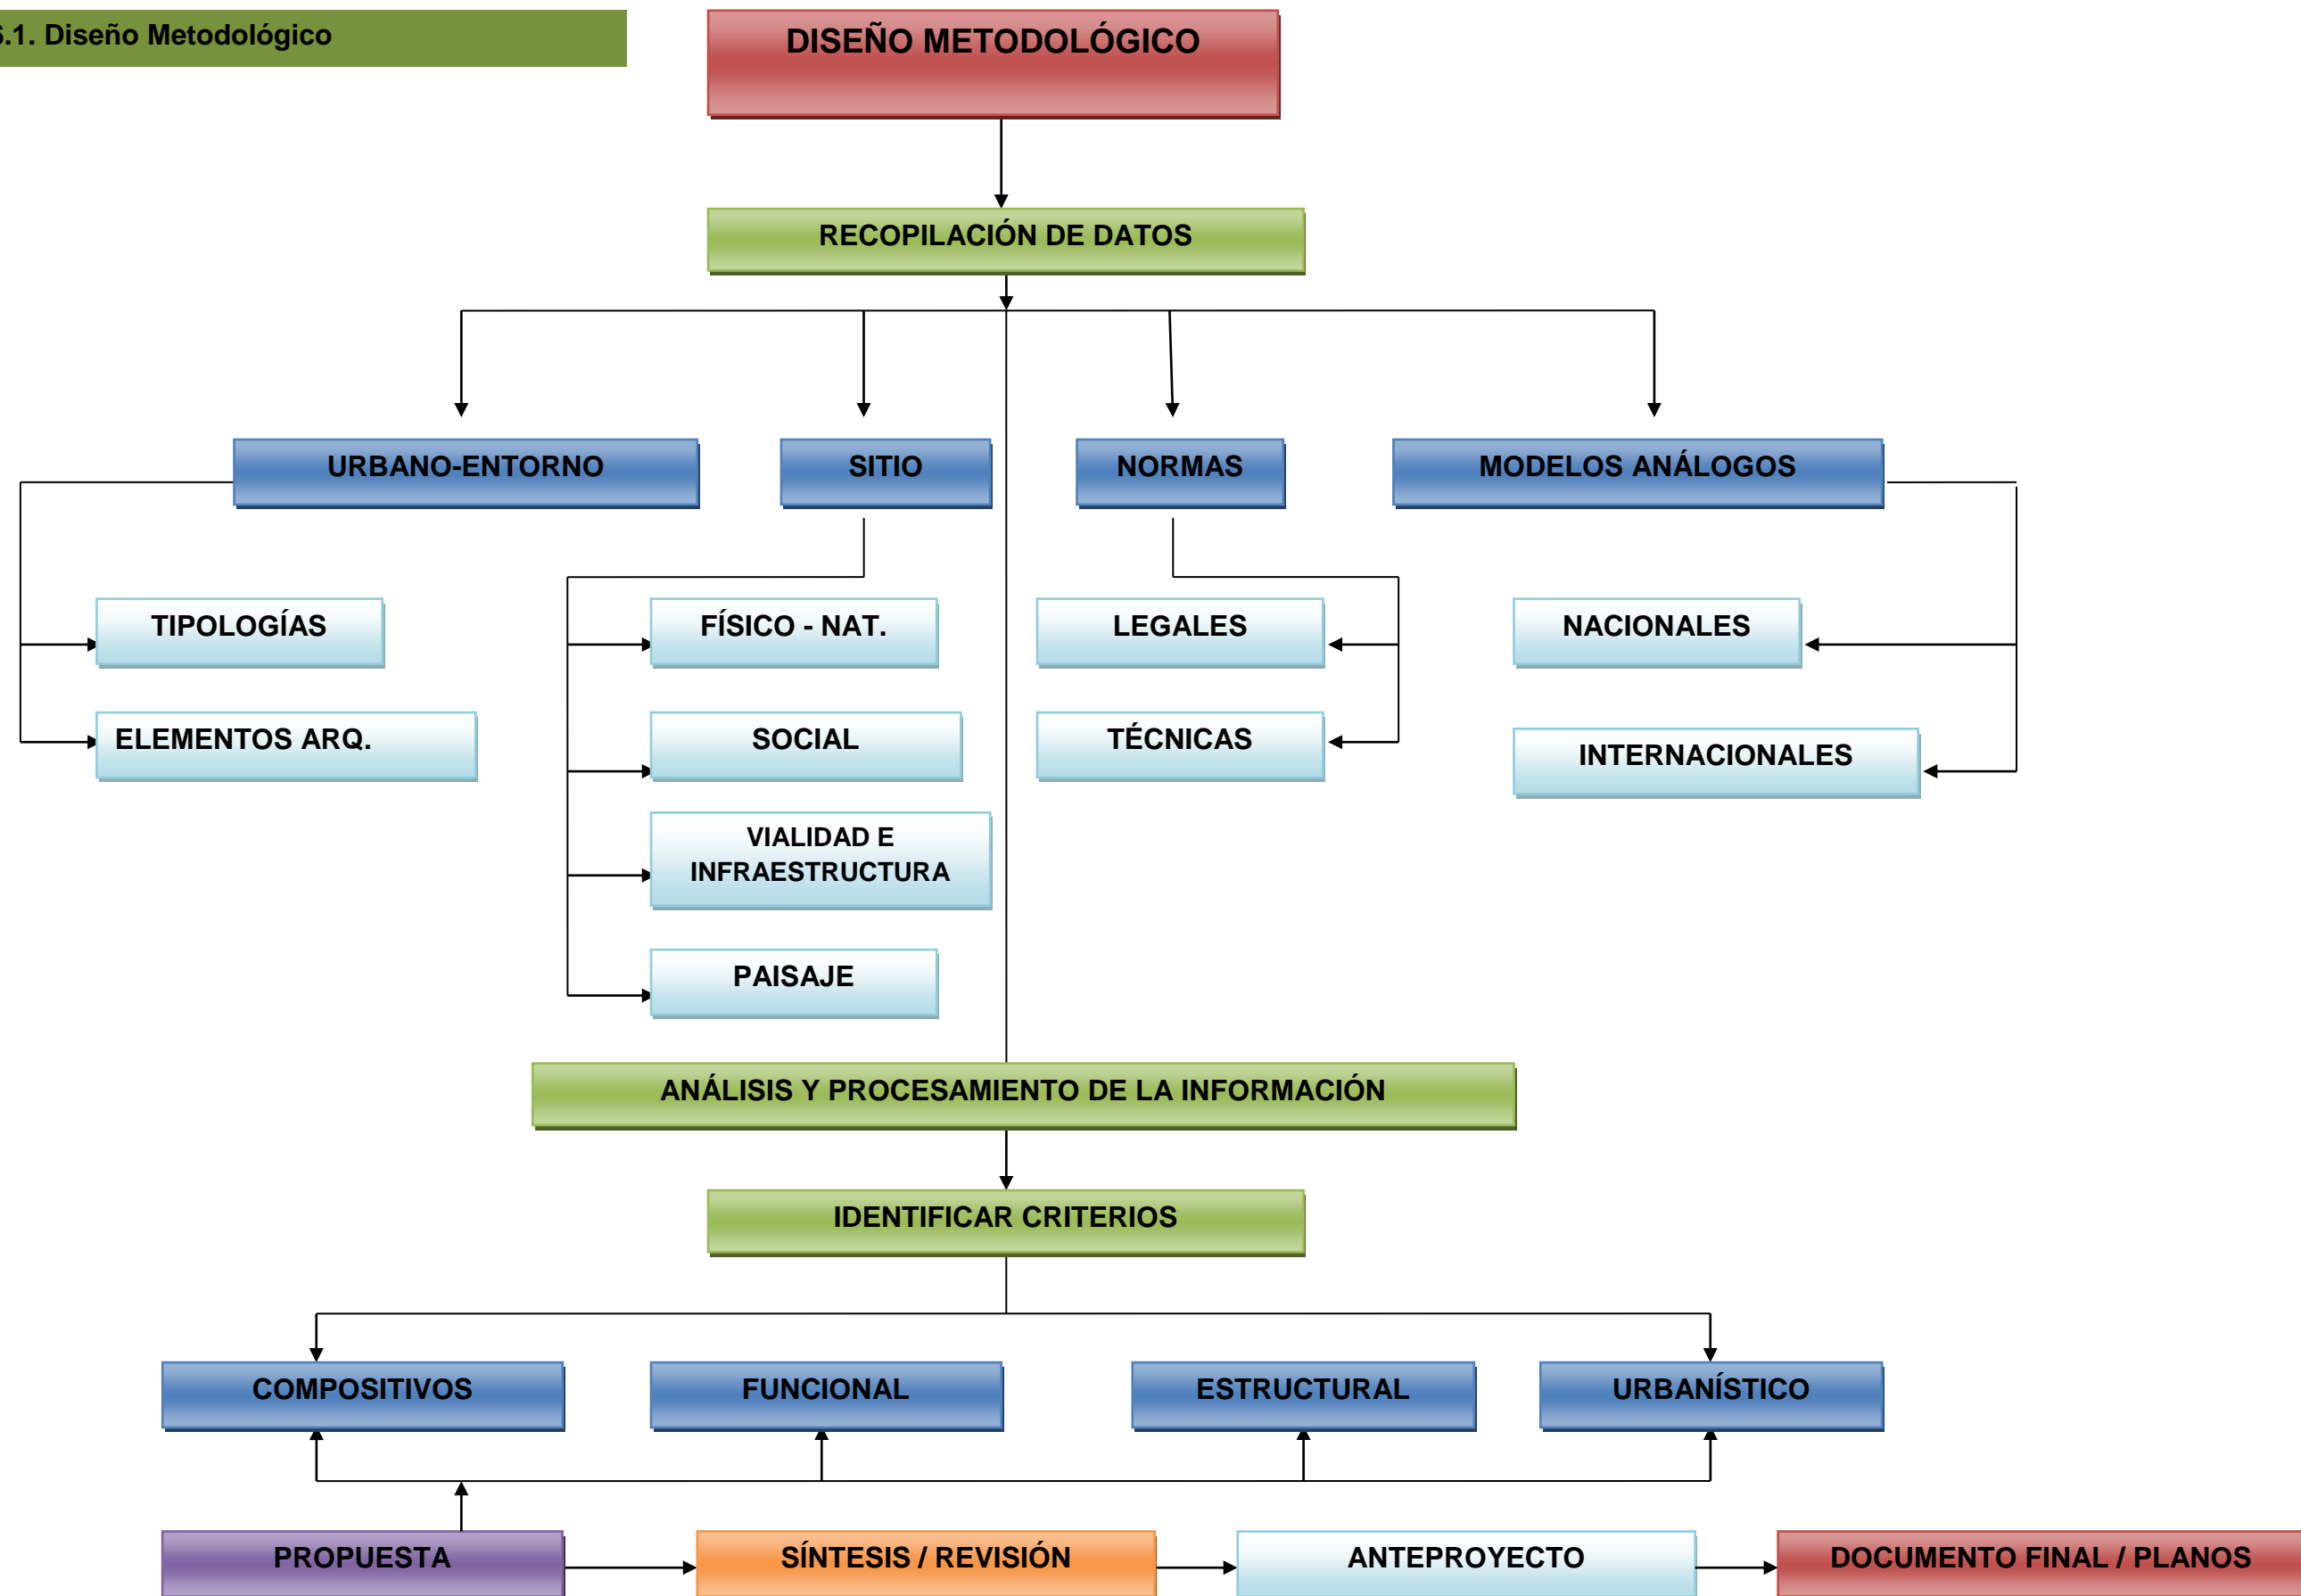 6.1. Diseño Metodológico
DISEÑO METODOLÓGICO
RECOPILACIÓN DE DATOS
URBANO-ENTORNO
SITIO
NORMAS
MODELOS ANÁLOGOS
TIPOLOGÍAS
FÍSICO - NAT.
LEGALES
NACIONALES
ELEMENTOS ARQ.
SOCIAL
TÉCNICAS
INTERNACIONALES
VIALIDAD E
INFRAESTRUCTURA
PAISAJE
ANÁLISIS Y PROCESAMIENTO DE LA INFORMACIÓN
IDENTIFICAR CRITERIOS
COMPOSITIVOS
FUNCIONAL
ESTRUCTURAL
URBANÍSTICO
PROPUESTA
SÍNTESIS / REVISIÓN
ANTEPROYECTO
DOCUMENTO FINAL / PLANOS